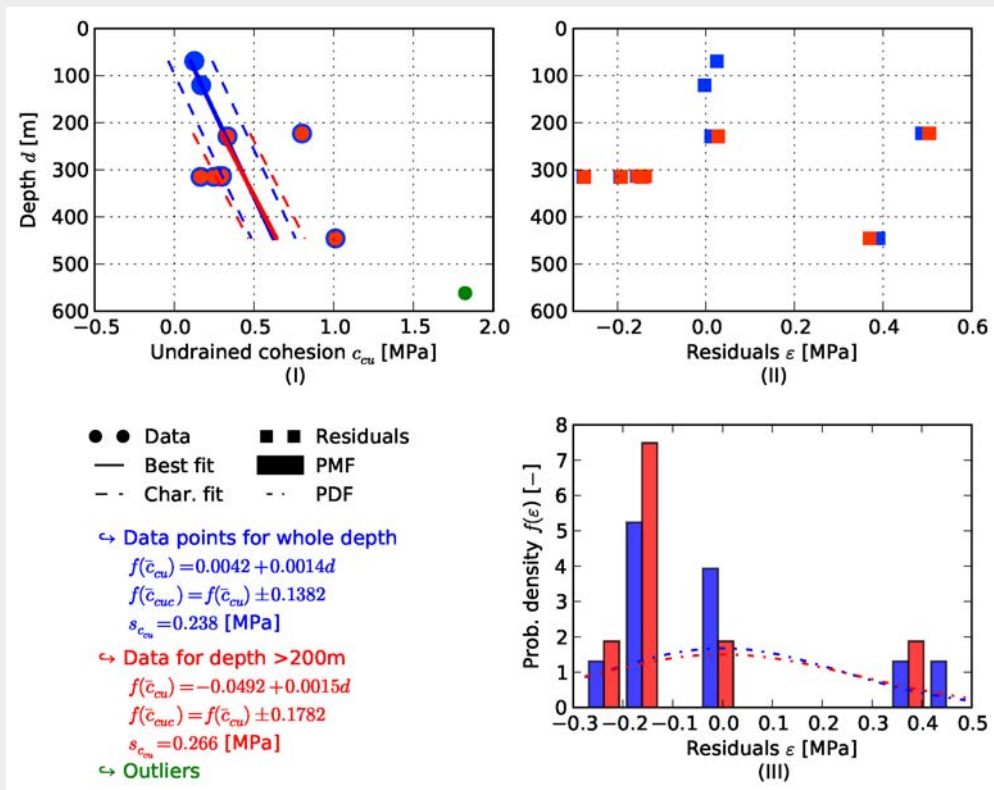 0
100
200
300
400
500
600
Depth d [m]
−0.5 0.0 0.5 1.0 1.5 2.0
Undrained cohesion c_cu [MPa]
(I)
0
100
200
300
400
500
600
−0.2 0.0 0.2 0.4 0.6
Residuals ε [MPa]
(II)
Data
Best fit
Char. fit
Residuals
PMF
PDF
↪ Data points for whole depth
f(c̄_cu) = 0.0042 + 0.0014d
f(c̄_cuc) = f(c̄_cu) ± 0.1382
s_c_cu = 0.238 [MPa]
↪ Data for depth >200m
f(c̄_cu) = −0.0492 + 0.0015d
f(c̄_cuc) = f(c̄_cu) ± 0.1782
s_c_cu = 0.266 [MPa]
↪ Outliers
8
7
6
5
4
3
2
1
0
Prob. density f(ε) [−]
−0.3 −0.2 −0.1 0.0 0.1 0.2 0.3 0.4 0.5
Residuals ε [MPa]
(III)